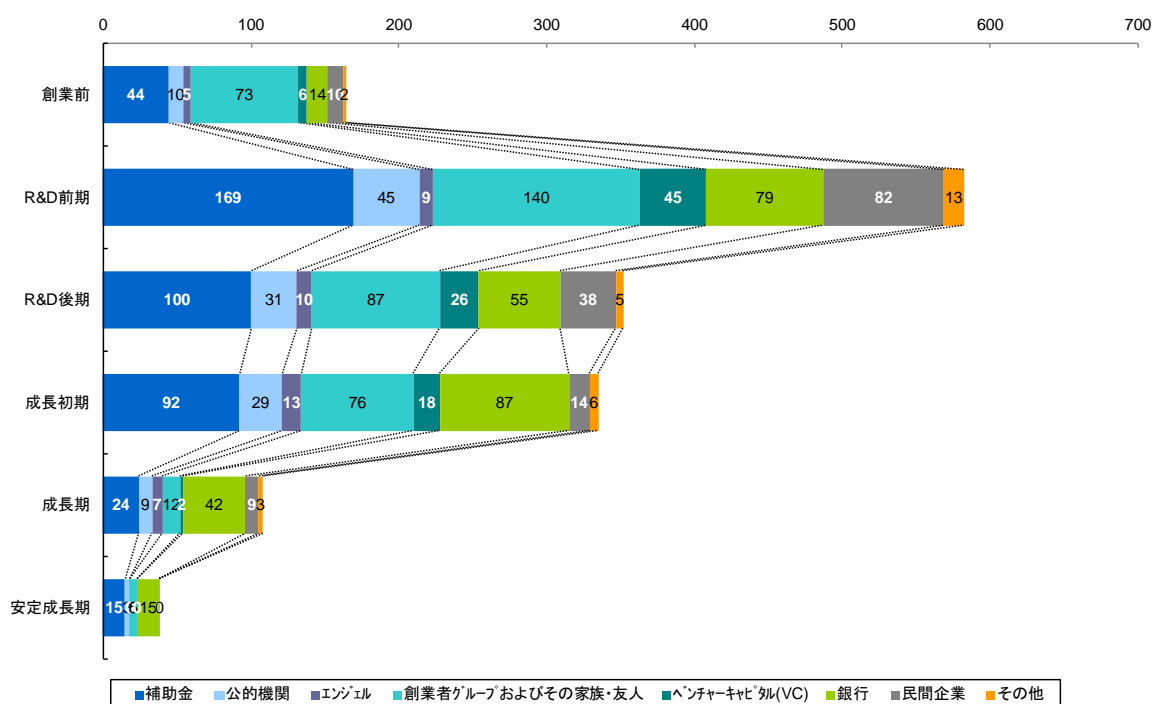 0 100 200 300 400 500 600 700
創業前 44 10 5 73 6 14 10 2
R&D前期 169 45 9 140 45 79 82 13
R&D後期 100 31 10 87 26 55 38 5
成長初期 92 29 13 76 18 87 14 6
成長期 24 9 7 12 2 42 9 3
安定成長期 15 3 15 0
補助金 公的機関 ｴﾝｼﾞｪﾙ 創業者ｸﾞﾙｰﾌﾟおよびその家族・友人 ﾍﾞﾝﾁｬｰｷｬﾋﾟﾀﾙ(VC) 銀行 民間企業 その他